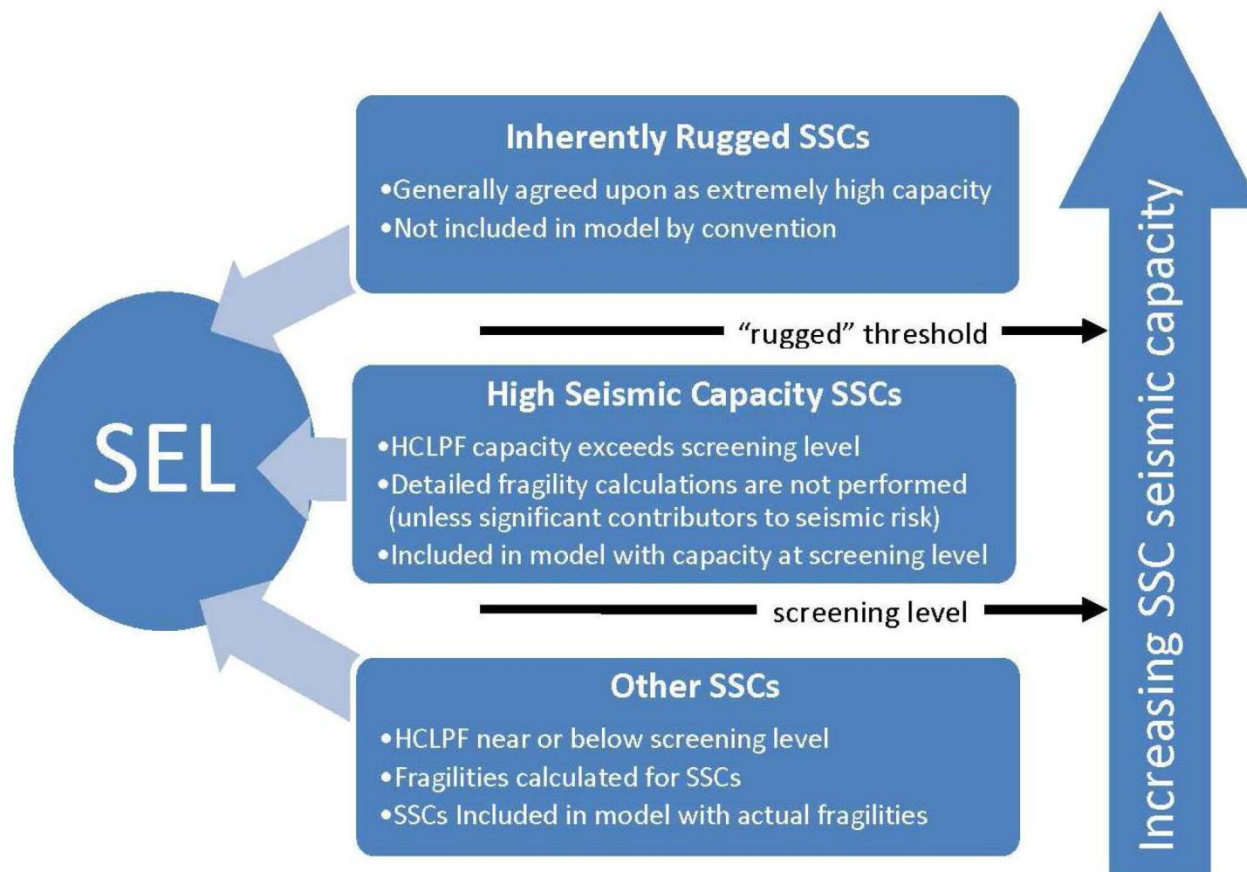 Inherently Rugged SSCs
•Generally agreed upon as extremely high capacity
•Not included in model by convention
"rugged" threshold
SEL
High Seismic Capacity SSCs
•HCLPF capacity exceeds screening level
•Detailed fragility calculations are not performed
(unless significant contributors to seismic risk)
•Included in model with capacity at screening level
screening level
Other SSCs
•HCLPF near or below screening level
•Fragilities calculated for SSCs
•SSCs Included in model with actual fragilities
Increasing SSC seismic capacity